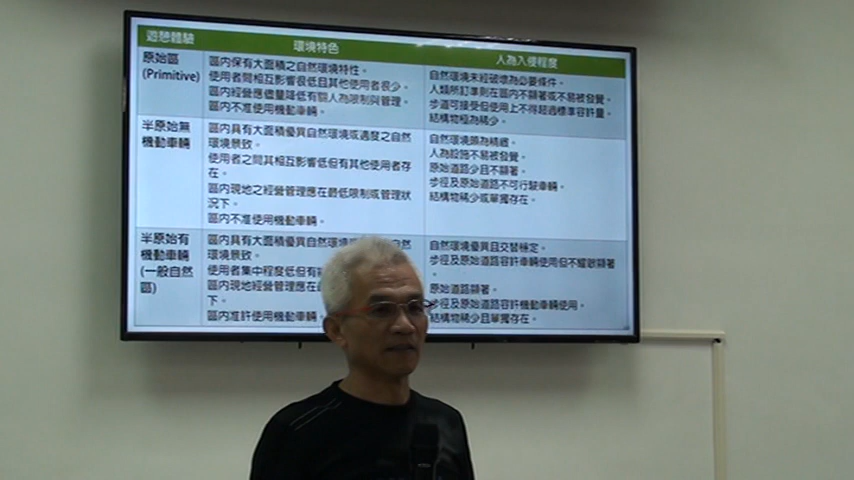 遊憩體驗
環境特色
人為入侵程度
原始區
(Primitive)
區內保有大面積之自然環境特性。
使用者間相互影響很低且其他使用者很少。
區內經營應儘量降低有關人為限制與管理。
區內不准使用機動車輛。
自然環境未經破壞為必要條件。
人類所訂準則在區內不顯著或不易被發覺。
步道可接受但使用上不得超過標準容許量。
結構物極為稀少。
半原始無
機動車輛
區內具有大面積優異自然環境或適度之自然
環境景致。
使用者之間其相互影響低但有其他使用者存
在。
區內現地之經營管理應在最低限制或管理狀
況下。
區內不准使用機動車輛。
自然環境頗為精緻。
人為設施不易被發覺。
原始道路少且不顯著。
步徑及原始道路不可行駛車輛。
結構物稀少或單獨存在。
半原始有
機動車輛
(一般自然
區)
區內具有大面積優異自然環境
自然
環境景致。
使用者集中程度低但有
區內現地經營管理應在
下。
區內准許使用機動車輛。
自然環境優異且交替穩定。
步徑及原始道路容許車輛使用但不耀眼顯著
。
原始道路顯著。
步徑及原始道路容許機動車輛使用。
結構物稀少且單獨存在。